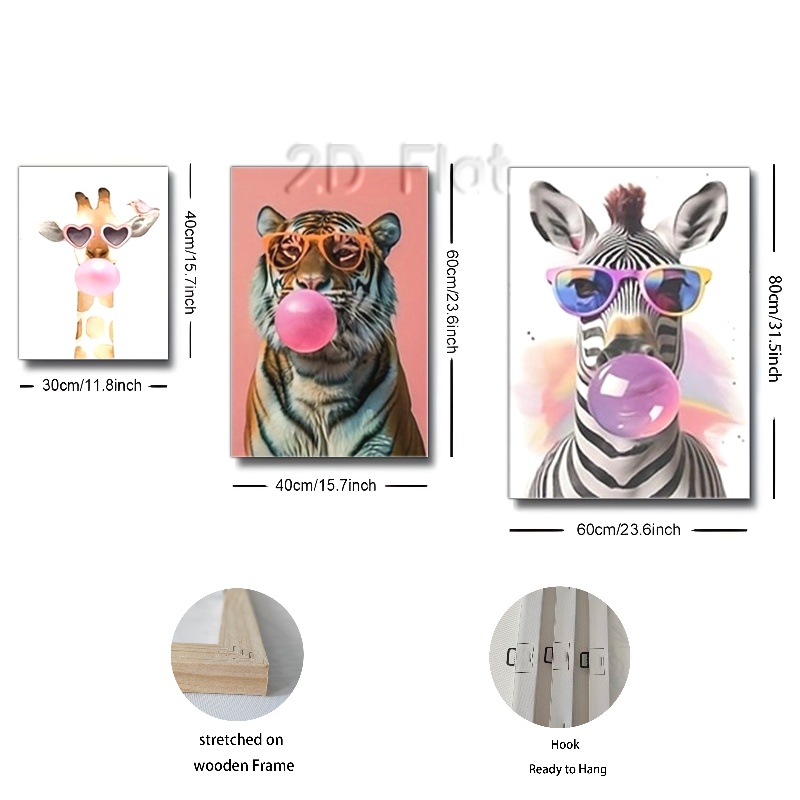 2D Flat
40cm/15.7inch
30cm/11.8inch
60cm/23.6inch
40cm/15.7inch
80cm/31.5inch
60cm/23.6inch
stretched on
wooden Frame
Hook
Ready to Hang